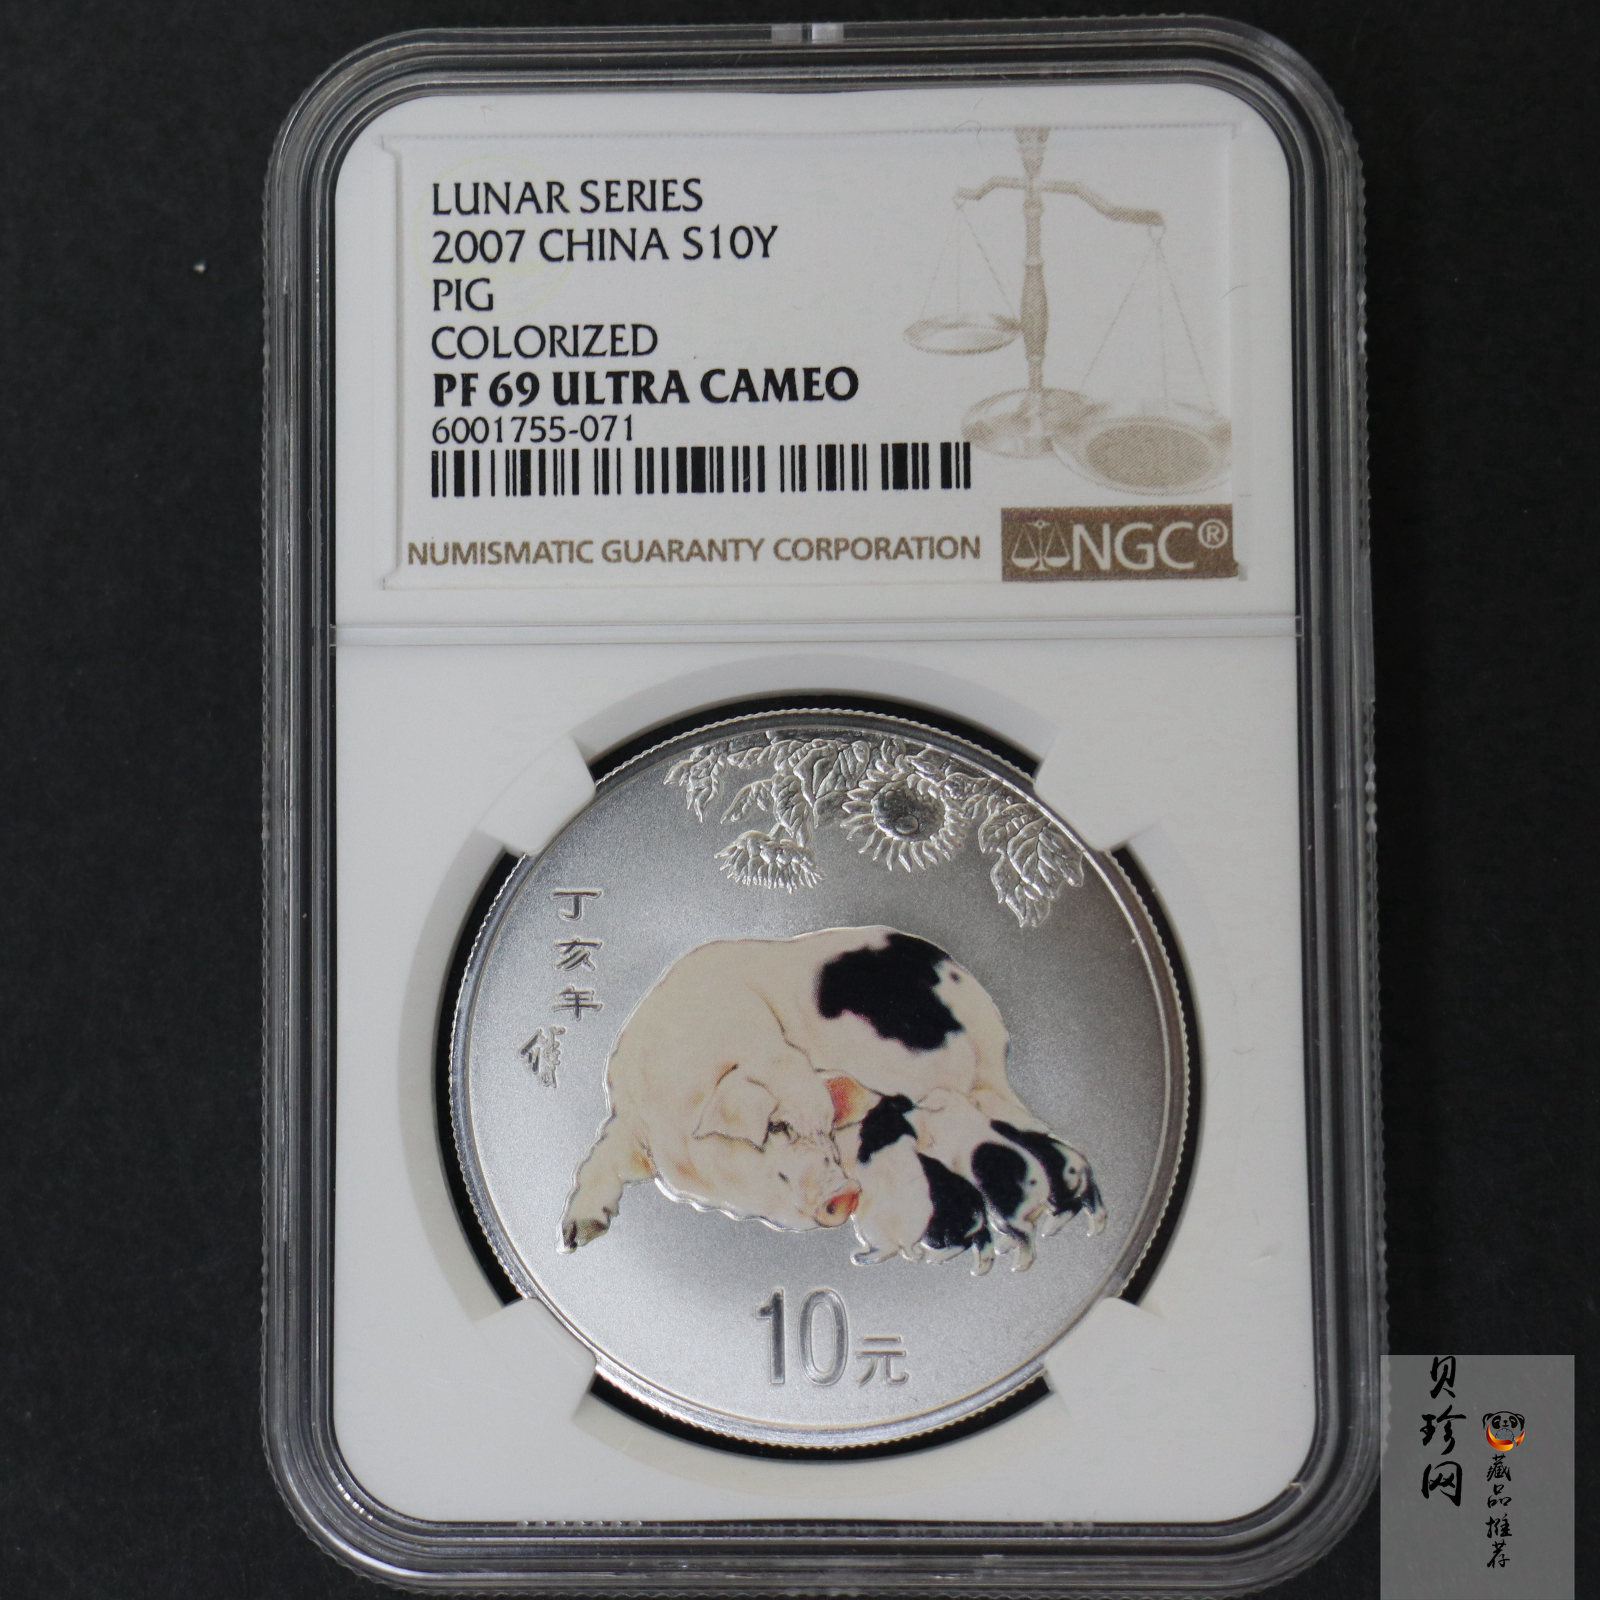 LUNAR SERIES
2007 CHINA S10Y
PIG
COLORIZED
PF 69 ULTRA CAMEO
6001755-071
NUMISMATIC GUARANTY CORPORATION
NGC®
丁亥年
10元
贝珍网
藏品推荐